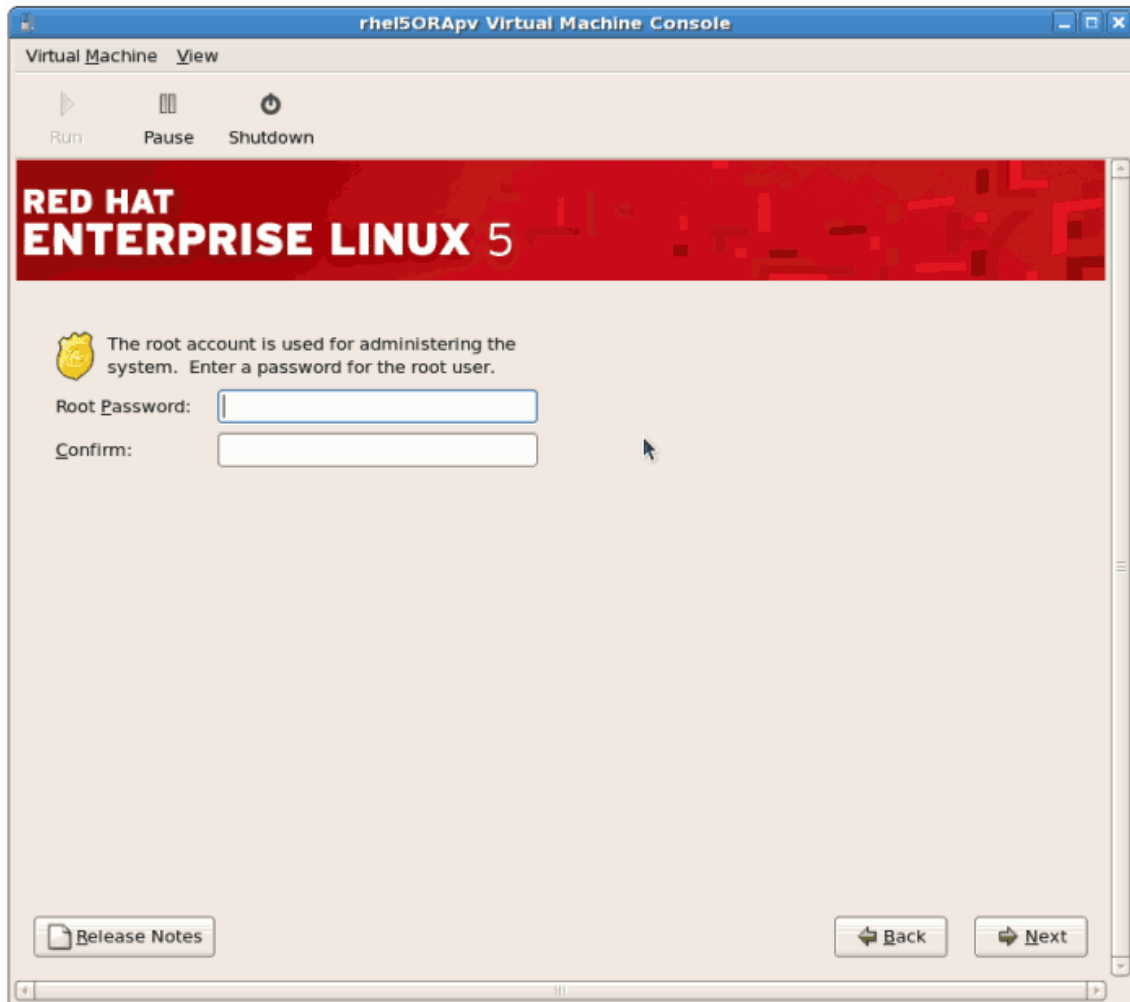 rhel5ORApv Virtual Machine Console
Virtual Machine View
Run Pause Shutdown
RED HAT
ENTERPRISE LINUX 5
The root account is used for administering the
system. Enter a password for the root user.
Root Password:
Confirm:
Release Notes Back Next